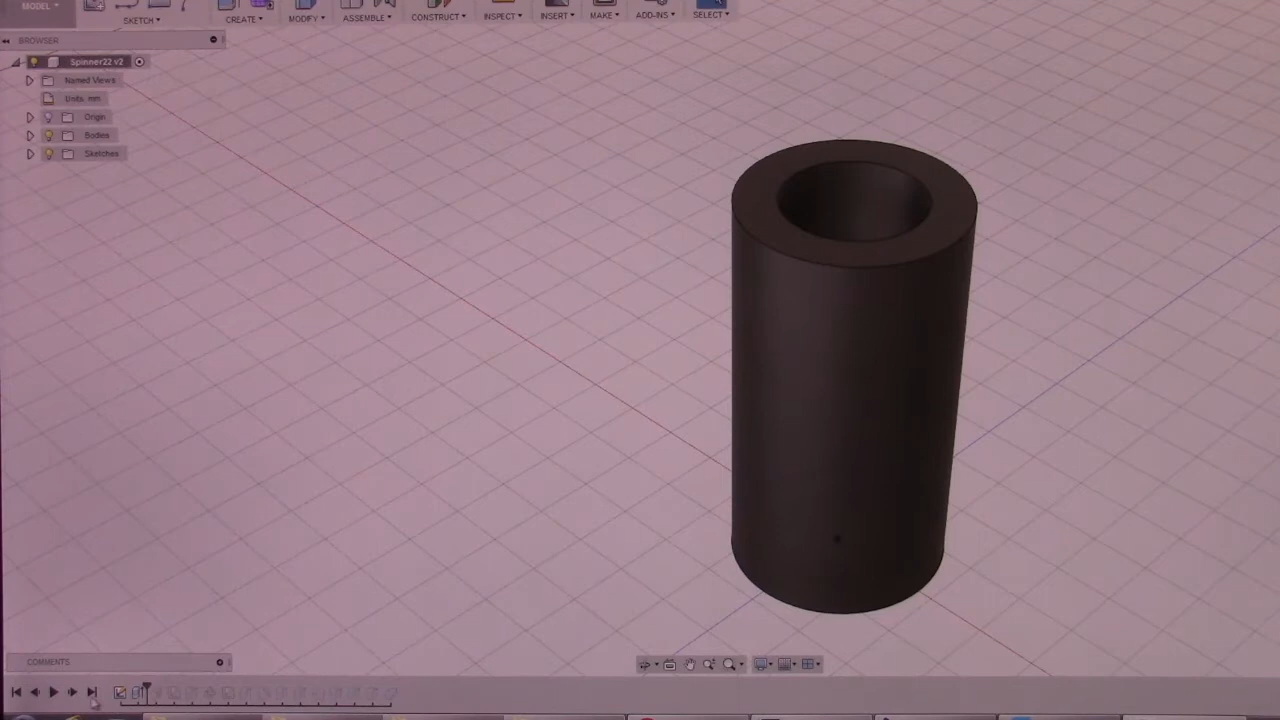 MODEL
SKETCH CREATE MODIFY ASSEMBLE CONSTRUCT INSPECT INSERT MAKE ADD-INS SELECT
BROWSER
Spinner22 v2
Named Views
Units: mm
Origin
Bodies
Sketches
COMMENTS